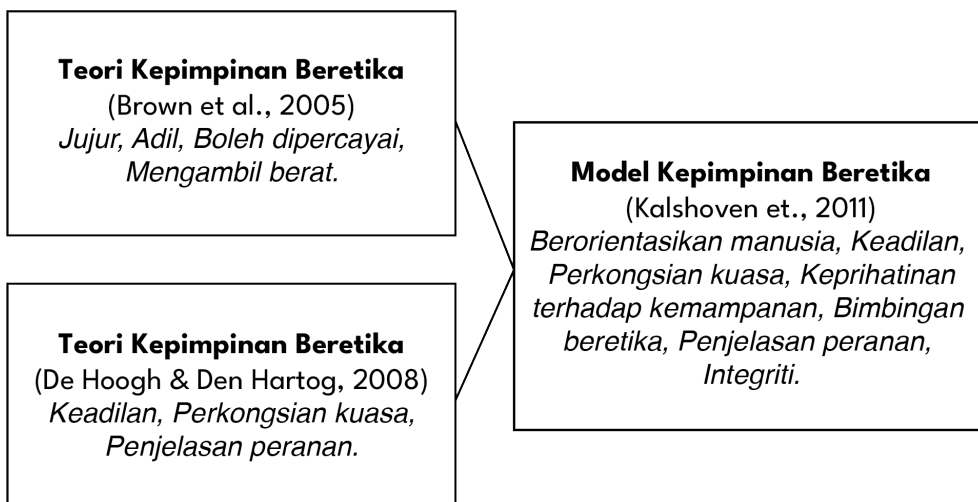 Teori Kepimpinan Beretika
(Brown et al., 2005)
Jujur, Adil, Boleh dipercayai,
Mengambil berat.
Teori Kepimpinan Beretika
(De Hoogh & Den Hartog, 2008)
Keadilan, Perkongsian kuasa,
Penjelasan peranan.
Model Kepimpinan Beretika
(Kalshoven et., 2011)
Berorientasikan manusia, Keadilan,
Perkongsian kuasa, Keprihatinan
terhadap kemampanan, Bimbingan
beretika, Penjelasan peranan,
Integriti.